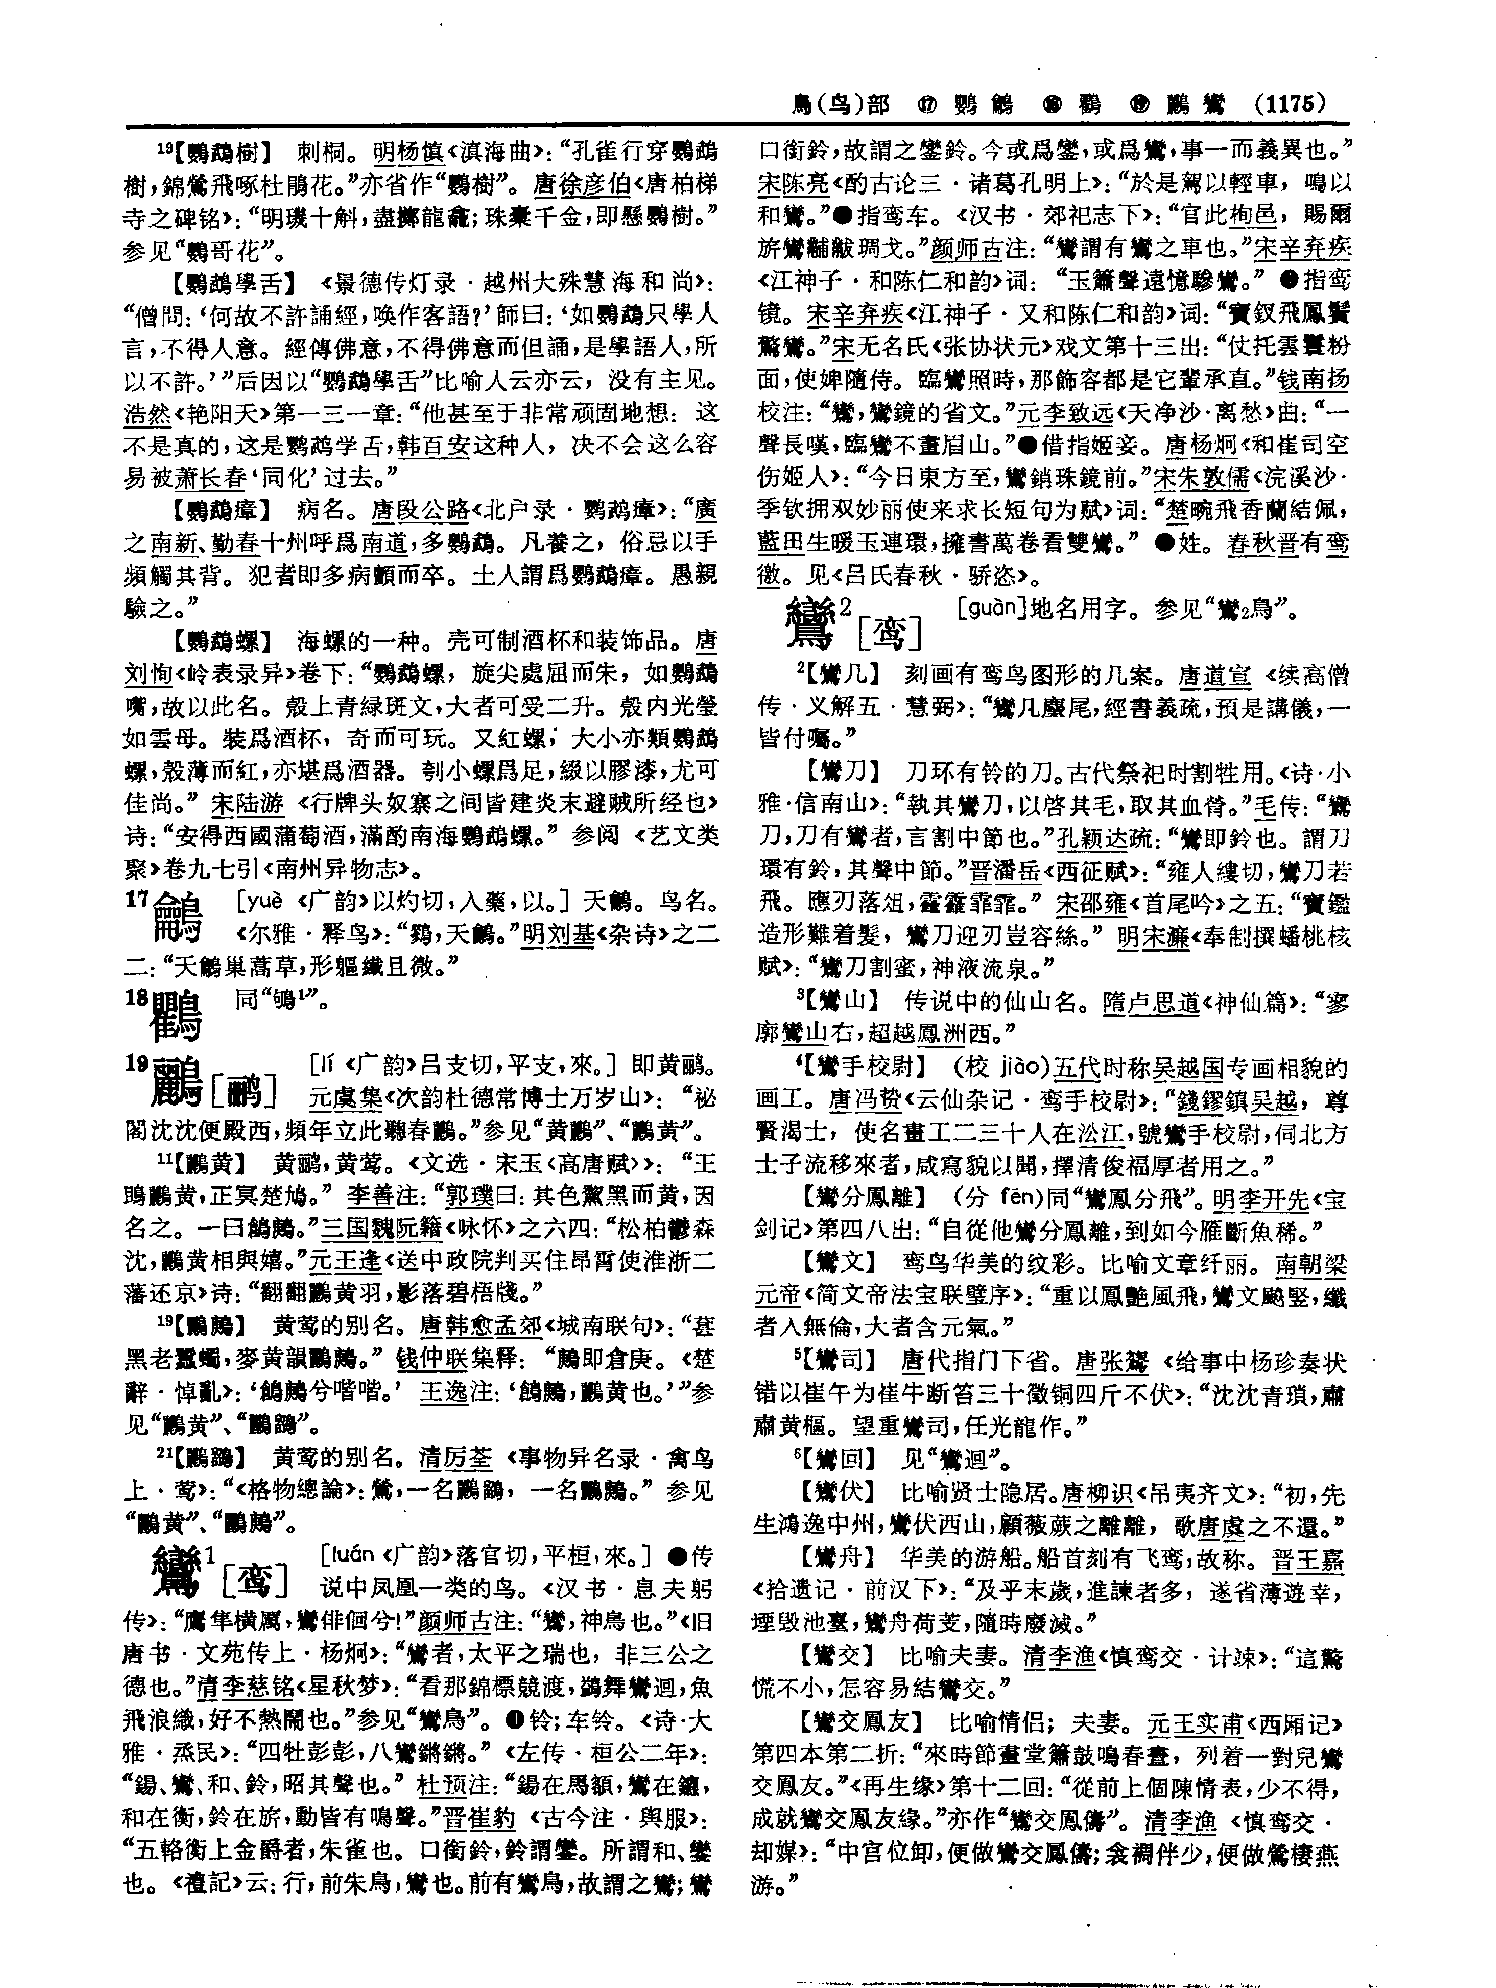 鳥(鸟)部 ⑰ 鸚 鸙 ⑱ 鸛 ⑲ 鸝 鸞 (1175)
¹⁹【鸚鵡樹】 刺桐。明杨慎《滇海曲》：“孔雀行穿鸚鵡
樹，錦鶯飛啄杜鵑花。”亦省作“鸚樹”。唐徐彦伯《唐柏梯
寺之碑铭》：“明璣十斛，盡擲龍龕；珠橐千金，即懸鸚樹。”
参见“鸚哥花”。
【鸚鵡學舌】 《景德传灯录·越州大殊慧海和尚》：
“僧問：‘何故不許誦經，唤作客語？’師曰：‘如鸚鵡只學人
言，不得人意。經傳佛意，不得佛意而但誦，是學語人，所
以不許。’”后因以“鸚鵡學舌”比喻人云亦云，没有主见。
浩然《艳阳天》第一三一章：“他甚至于非常顽固地想：这
不是真的，这是鹦鹉学舌，韩百安这种人，决不会这么容
易被萧长春‘同化’过去。”
【鸚鵡瘴】 病名。唐段公路《北户录·鹦鹉瘴》：“廣
之南新、勤春十州呼爲南道，多鸚鵡。凡養之，俗忌以手
頻觸其背。犯者即多病顫而卒。土人謂爲鸚鵡瘴。愚親
驗之。”
【鸚鵡螺】 海螺的一种。壳可制酒杯和装饰品。唐
刘恂《岭表录异》卷下：“鸚鵡螺，旋尖處屈而朱，如鸚鵡
嘴，故以此名。殼上青緑斑文，大者可受二升。殼内光瑩
如雲母。裝爲酒杯，奇而可玩。又紅螺，大小亦類鸚鵡
螺，殼薄而紅，亦堪爲酒器。刳小螺爲足，綴以膠漆，尤可
佳尚。”宋陆游《行牌头奴寨之间皆建炎末避贼所经也》
诗：“安得西國蒲萄酒，滿酌南海鸚鵡螺。”参阅《艺文类
聚》卷九七引《南州异物志》。
17鸙 [yuè 《广韵》以灼切，入藥，以。] 天鸙。鸟名。
《尔雅·释鸟》：“鷚，天鸙。”明刘基《杂诗》之二
二：“天鸙巢蒿草，形軀纖且微。”
18鸛 同“鸲¹”。
19鸝[鹂] [lí 《广韵》吕支切，平支，來。] 即黄鹂。
元虞集《次韵杜德常博士万岁山》：“祕
閣沈沈便殿西，頻年立此聽春鸝。”参见“黄鸝”、“鸝黄”。
¹¹【鸝黄】 黄鹂，黄莺。《文选·宋玉〈高唐赋〉》：“王
鴡鸝黄，正冥楚鳩。”李善注：“郭璞曰：其色黧黑而黄，因
名之。一曰鶬鶊。”三国魏阮籍《咏怀》之六四：“松柏鬱森
沈，鸝黄相與嬉。”元王逢《送中政院判买住昂霄使淮浙二
藩还京》诗：“翻翻鸝黄羽，影落碧梧牋。”
¹⁹【鸝鶊】 黄莺的别名。唐韩愈孟郊《城南联句》：“葚
黑老蠶蠋，麥黄韻鸝鶊。”钱仲联集释：“鶊即倉庚。《楚
辭·悼亂》：‘鶬鶊兮喈喈。’王逸注：‘鶬鶊，鸝黄也。’”参
见“鸝黄”、“鸝鶹”。
²¹【鸝鶹】 黄莺的别名。清厉荃《事物异名录·禽鸟
上·莺》：“《格物總論》：鶯，一名鸝鶹，一名鸝鶊。”参见
“鸝黄”、“鸝鶊”。
鸞¹[鸾] [luán 《广韵》落官切，平桓，來。] ●传
说中凤凰一类的鸟。《汉书·息夫躬
传》：“鷹隼横厲，鸞俳佪兮！”颜师古注：“鸞，神鳥也。”《旧
唐书·文苑传上·杨炯》：“鸞者，太平之瑞也，非三公之
德也。”清李慈铭《星秋梦》：“看那錦標競渡，鷁舞鸞迴，魚
飛浪織，好不熱鬧也。”参见“鸞鳥”。●铃；车铃。《诗·大
雅·烝民》：“四牡彭彭，八鸞鏘鏘。”《左传·桓公二年》：
“鍚、鸞、和、鈴，昭其聲也。”杜预注：“鍚在馬額，鸞在鑣，
和在衡，鈴在旂，動皆有鳴聲。”晋崔豹《古今注·舆服》：
“五輅衡上金爵者，朱雀也。口銜鈴，鈴謂鑾。所謂和、鑾
也。《禮記》云：行，前朱鳥，鸞也。前有鸞鳥，故謂之鸞；鸞
口銜鈴，故謂之鑾鈴。今或爲鑾，或爲鸞，事一而義異也。”
宋陈亮《酌古论三·诸葛孔明上》：“於是駕以輕車，鳴以
和鸞。”●指鸾车。《汉书·郊祀志下》：“官此栒邑，賜爾
旂鸞黼黻琱戈。”颜师古注：“鸞謂有鸞之車也。”宋辛弃疾
《江神子·和陈仁和韵》词：“玉簫聲遠憶驂鸞。”●指鸾
镜。宋辛弃疾《江神子·又和陈仁和韵》词：“寶釵飛鳳鬢
驚鸞。”宋无名氏《张协状元》戏文第十三出：“仗托雲鬟粉
面，使婢隨侍。臨鸞照時，那飾容都是它輩承直。”钱南扬
校注：“鸞，鸞鏡的省文。”元李致远《天净沙·离愁》曲：“一
聲長嘆，臨鸞不畫眉山。”●借指姬妾。唐杨炯《和崔司空
伤姬人》：“今日東方至，鸞銷珠鏡前。”宋朱敦儒《浣溪沙·
季钦拥双妙丽使来求长短句为赋》词：“楚畹飛香蘭結佩，
藍田生暖玉連環，擁書萬卷看雙鸞。”●姓。春秋晋有鸾
徼。见《吕氏春秋·骄恣》。
鸞²[鸾] [guàn]地名用字。参见“鸞₂鳥”。
²【鸞几】 刻画有鸾鸟图形的几案。唐道宣《续高僧
传·义解五·慧弼》：“鸞几麈尾，經書義疏，預是講儀，一
皆付囑。”
【鸞刀】 刀环有铃的刀。古代祭祀时割牲用。《诗·小
雅·信南山》：“執其鸞刀，以啓其毛，取其血膋。”毛传：“鸞
刀，刀有鸞者，言割中節也。”孔颖达疏：“鸞即鈴也。謂刀
環有鈴，其聲中節。”晋潘岳《西征赋》：“雍人縷切，鸞刀若
飛。應刃落俎，靃靃霏霏。”宋邵雍《首尾吟》之五：“寶鑑
造形難着髮，鸞刀迎刃豈容絲。”明宋濂《奉制撰蟠桃核
赋》：“鸞刀割蜜，神液流泉。”
³【鸞山】 传说中的仙山名。隋卢思道《神仙篇》：“寥
廓鸞山右，超越鳳洲西。”
⁴【鸞手校尉】 (校 jiào)五代时称吴越国专画相貌的
画工。唐冯贽《云仙杂记·鸾手校尉》：“錢鏐鎮吴越，尊
賢渴士，使名畫工二三十人在淞江，號鸞手校尉，伺北方
士子流移來者，咸寫貌以聞，擇清俊福厚者用之。”
【鸞分鳳離】 (分 fēn)同“鸞鳳分飛”。明李开先《宝
剑记》第四八出：“自從他鸞分鳳離，到如今雁斷魚稀。”
【鸞文】 鸾鸟华美的纹彩。比喻文章纤丽。南朝梁
元帝《简文帝法宝联璧序》：“重以鳳艷風飛，鸞文飈竪，纖
者入無倫，大者含元氣。”
⁵【鸞司】 唐代指门下省。唐张鷟《给事中杨珍奏状
错以崔午为崔牛断笞三十徵铜四斤不伏》：“沈沈青瑣，肅
肅黄樞。望重鸞司，任光龍作。”
⁶【鸞回】 见“鸞迴”。
【鸞伏】 比喻贤士隐居。唐柳识《吊夷齐文》：“初，先
生鴻逸中州，鸞伏西山，顧薇蕨之離離，歌唐虞之不還。”
【鸞舟】 华美的游船。船首刻有飞鸾，故称。晋王嘉
《拾遗记·前汉下》：“及乎末歲，進諫者多，遂省薄遊幸，
堙毁池臺，鸞舟荷芰，隨時廢滅。”
【鸞交】 比喻夫妻。清李渔《慎鸾交·计竦》：“這驚
慌不小，怎容易結鸞交。”
【鸞交鳳友】 比喻情侣；夫妻。元王实甫《西厢记》
第四本第二折：“來時節畫堂簫鼓鳴春晝，列着一對兒鸞
交鳳友。”《再生缘》第十二回：“從前上個陳情表，少不得，
成就鸞交鳳友緣。”亦作“鸞交鳳儔”。清李渔《慎鸾交·
却媒》：“中宫位卸，便做鸞交鳳儔；衾裯伴少，便做鶯棲燕
游。”